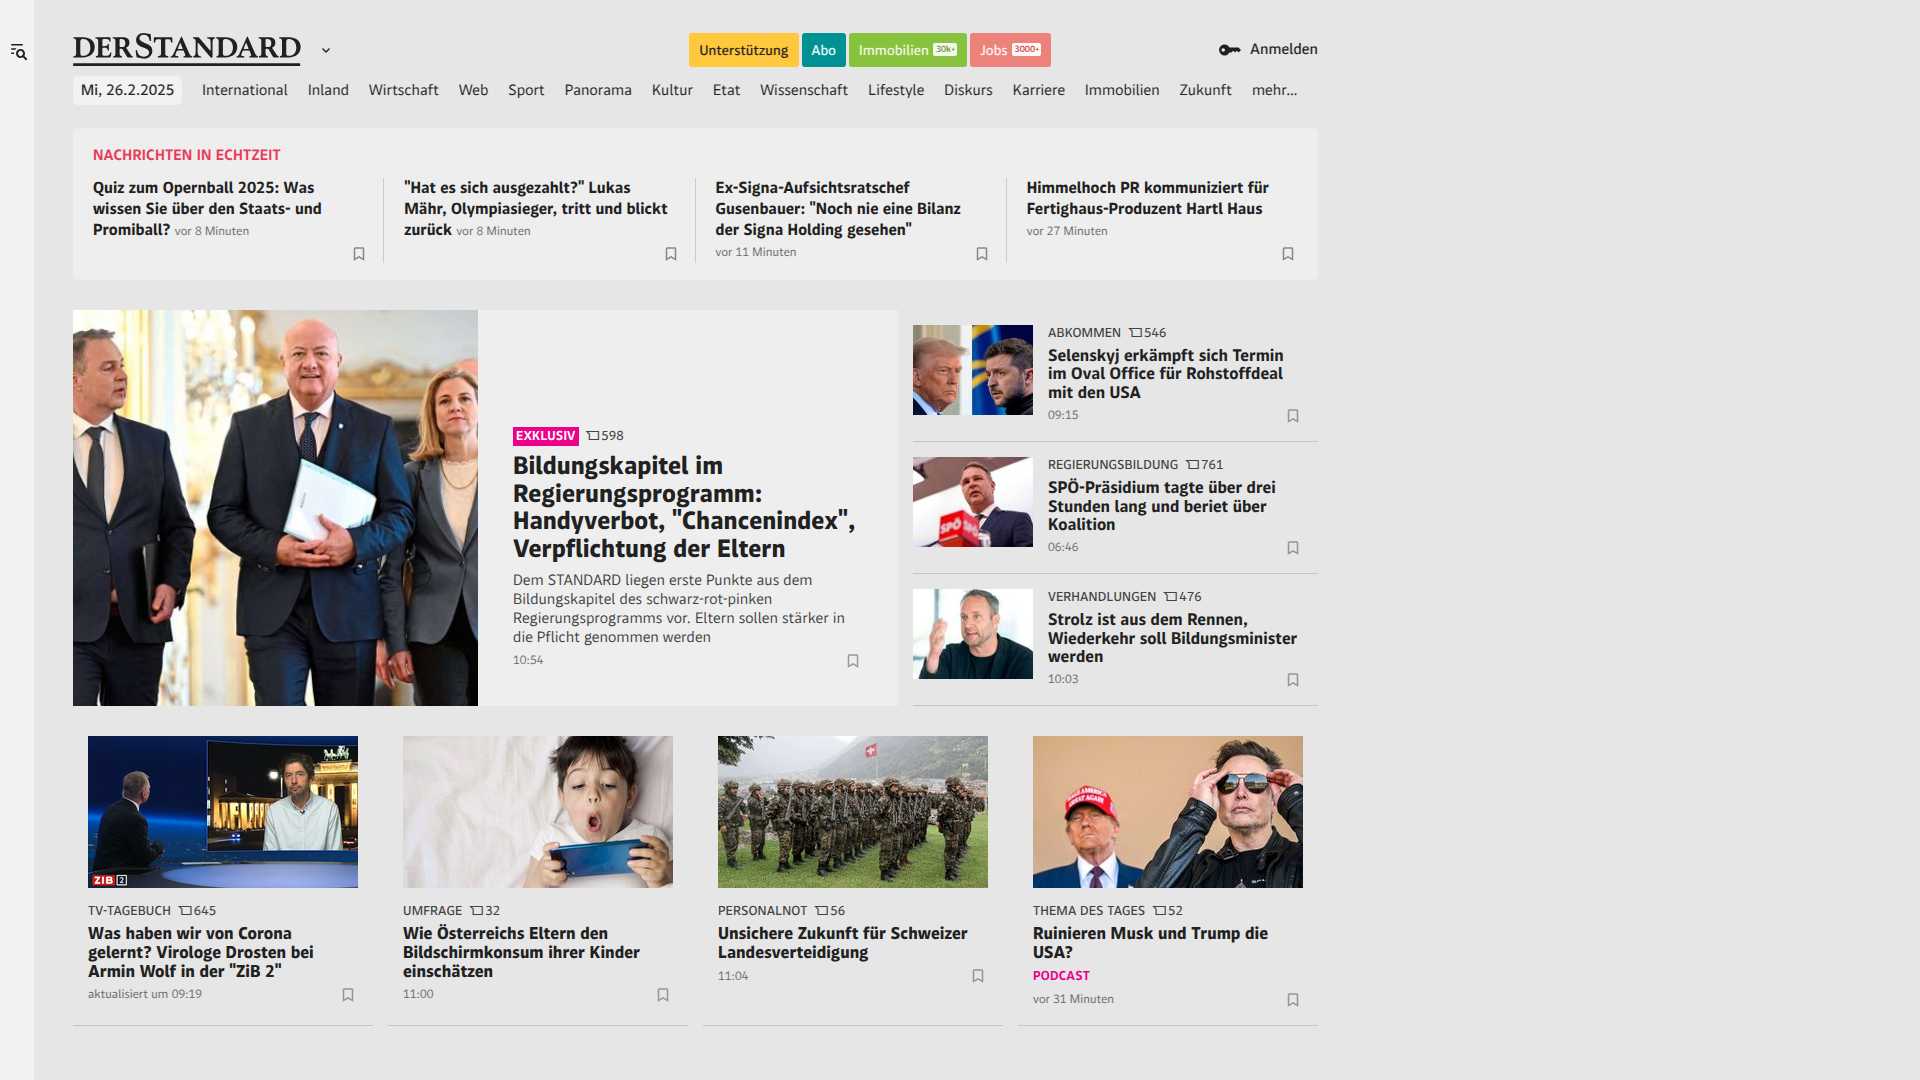 DERSTANDARD
Unterstützung
Abo
Immobilien 30k+
Jobs 3000+
Anmelden
Mi, 26.2.2025
International
Inland
Wirtschaft
Web
Sport
Panorama
Kultur
Etat
Wissenschaft
Lifestyle
Diskurs
Karriere
Immobilien
Zukunft
mehr...
NACHRICHTEN IN ECHTZEIT
Quiz zum Opernball 2025: Was
wissen Sie über den Staats- und
Promiball? vor 8 Minuten
"Hat es sich ausgezahlt?" Lukas
Mähr, Olympiasieger, tritt und blickt
zurück vor 8 Minuten
Ex-Signa-Aufsichtsratschef
Gusenbauer: "Noch nie eine Bilanz
der Signa Holding gesehen"
vor 11 Minuten
Himmelhoch PR kommuniziert für
Fertighaus-Produzent Hartl Haus
vor 27 Minuten
EXKLUSIV 598
Bildungskapitel im
Regierungsprogramm:
Handyverbot, "Chancenindex",
Verpflichtung der Eltern
Dem STANDARD liegen erste Punkte aus dem
Bildungskapitel des schwarz-rot-pinken
Regierungsprogramms vor. Eltern sollen stärker in
die Pflicht genommen werden
10:54
ABKOMMEN 546
Selenskyj erkämpft sich Termin
im Oval Office für Rohstoffdeal
mit den USA
09:15
SPÖ
SPÖ
REGIERUNGSBILDUNG 761
SPÖ-Präsidium tagte über drei
Stunden lang und beriet über
Koalition
06:46
VERHANDLUNGEN 476
Strolz ist aus dem Rennen,
Wiederkehr soll Bildungsminister
werden
10:03
ZIB 2
TV-TAGEBUCH 645
Was haben wir von Corona
gelernt? Virologe Drosten bei
Armin Wolf in der "ZiB 2"
aktualisiert um 09:19
UMFRAGE 32
Wie Österreichs Eltern den
Bildschirmkonsum ihrer Kinder
einschätzen
11:00
PERSONALNOT 56
Unsichere Zukunft für Schweizer
Landesverteidigung
11:04
MAKE AMERICA
GREAT AGAIN
THEMA DES TAGES 52
Ruinieren Musk und Trump die
USA?
PODCAST
vor 31 Minuten